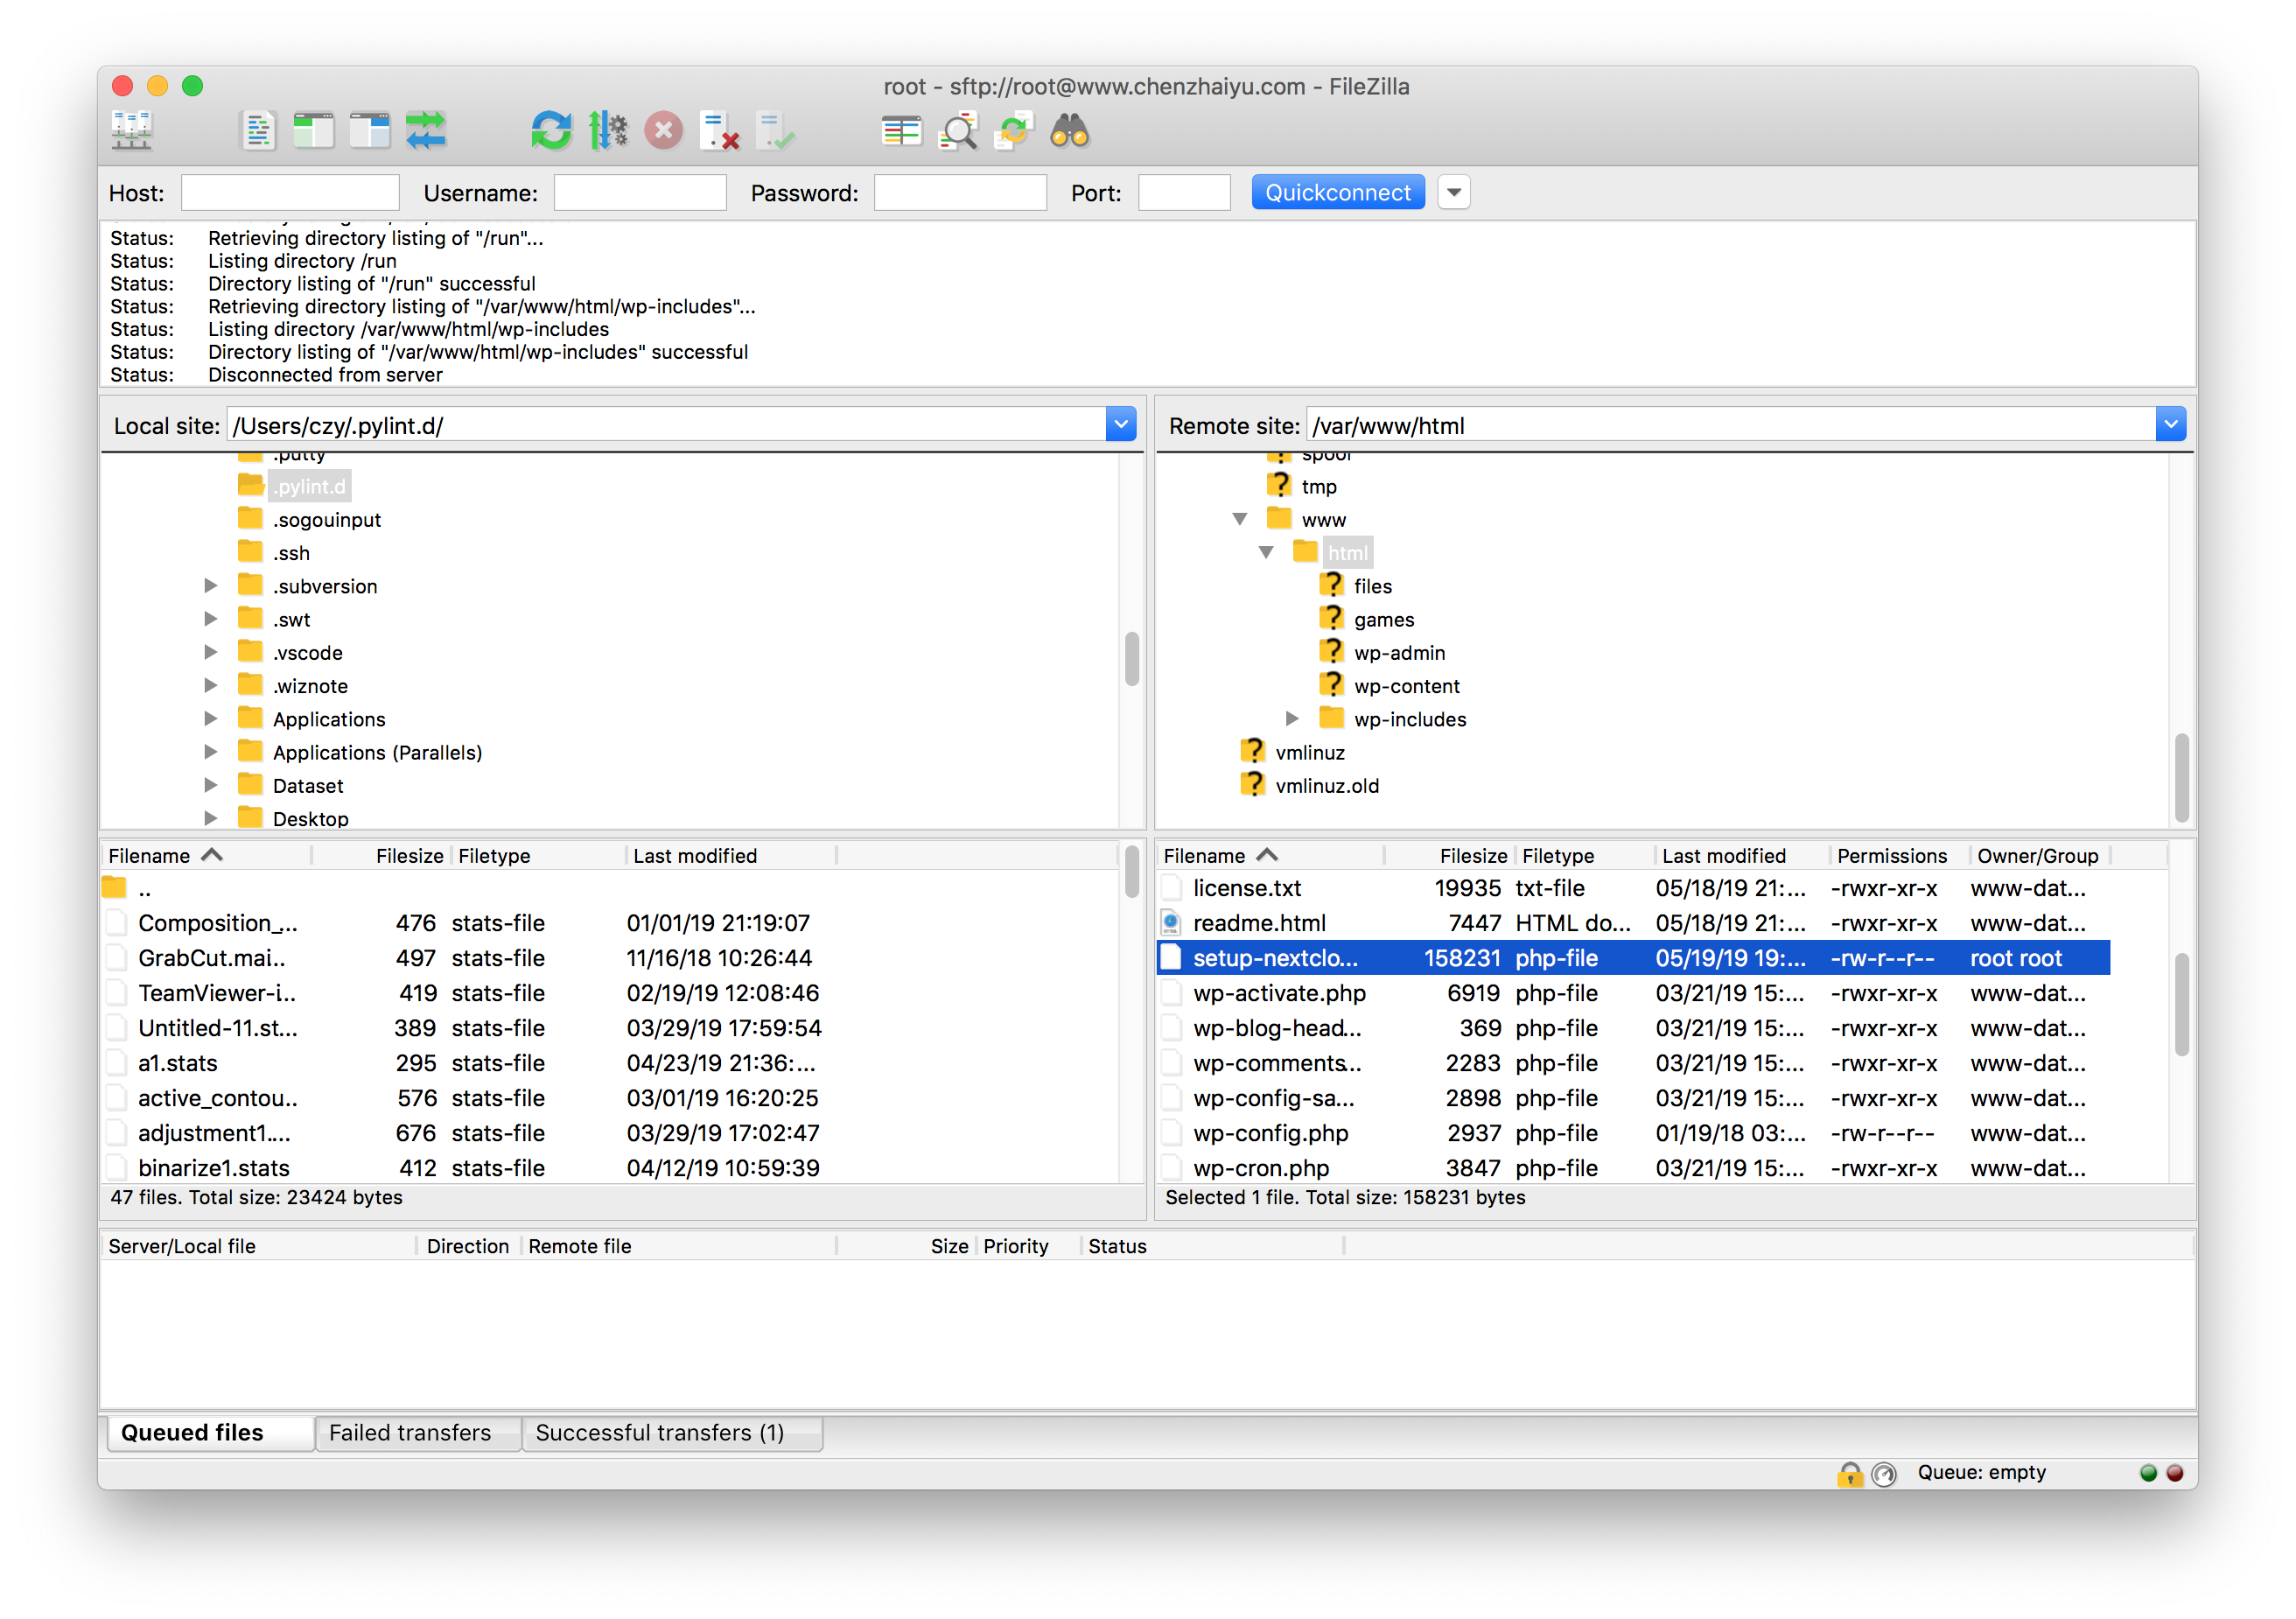 root - sftp://root@www.chenzhaiyu.com - FileZilla
Host: Username: Password: Port: Quickconnect
Status: Retrieving directory listing of "/run"...
Status: Listing directory /run
Status: Directory listing of "/run" successful
Status: Retrieving directory listing of "/var/www/html/wp-includes"...
Status: Listing directory /var/www/html/wp-includes
Status: Directory listing of "/var/www/html/wp-includes" successful
Status: Disconnected from server
Local site: /Users/czy/.pylint.d/
.putty
.pylint.d
.sogouinput
.ssh
.subversion
.swt
.vscode
.wiznote
Applications
Applications (Parallels)
Dataset
Desktop
Remote site: /var/www/html
spool
tmp
www
html
files
games
wp-admin
wp-content
wp-includes
vmlinuz
vmlinuz.old
Filename Filesize Filetype Last modified
..
Composition_... 476 stats-file 01/01/19 21:19:07
GrabCut.mai.. 497 stats-file 11/16/18 10:26:44
TeamViewer-i... 419 stats-file 02/19/19 12:08:46
Untitled-11.st... 389 stats-file 03/29/19 17:59:54
a1.stats 295 stats-file 04/23/19 21:36:...
active_contou.. 576 stats-file 03/01/19 16:20:25
adjustment1.... 676 stats-file 03/29/19 17:02:47
binarize1.stats 412 stats-file 04/12/19 10:59:39
47 files. Total size: 23424 bytes
Filename Filesize Filetype Last modified Permissions Owner/Group
license.txt 19935 txt-file 05/18/19 21:... -rwxr-xr-x www-dat...
readme.html 7447 HTML do... 05/18/19 21:... -rwxr-xr-x www-dat...
setup-nextclo... 158231 php-file 05/19/19 19:... -rw-r--r-- root root
wp-activate.php 6919 php-file 03/21/19 15:... -rwxr-xr-x www-dat...
wp-blog-head... 369 php-file 03/21/19 15:... -rwxr-xr-x www-dat...
wp-comments... 2283 php-file 03/21/19 15:... -rwxr-xr-x www-dat...
wp-config-sa... 2898 php-file 03/21/19 15:... -rwxr-xr-x www-dat...
wp-config.php 2937 php-file 01/19/18 03:... -rw-r--r-- www-dat...
wp-cron.php 3847 php-file 03/21/19 15:... -rwxr-xr-x www-dat...
Selected 1 file. Total size: 158231 bytes
Server/Local file Direction Remote file Size Priority Status
Queued files Failed transfers Successful transfers (1)
Queue: empty